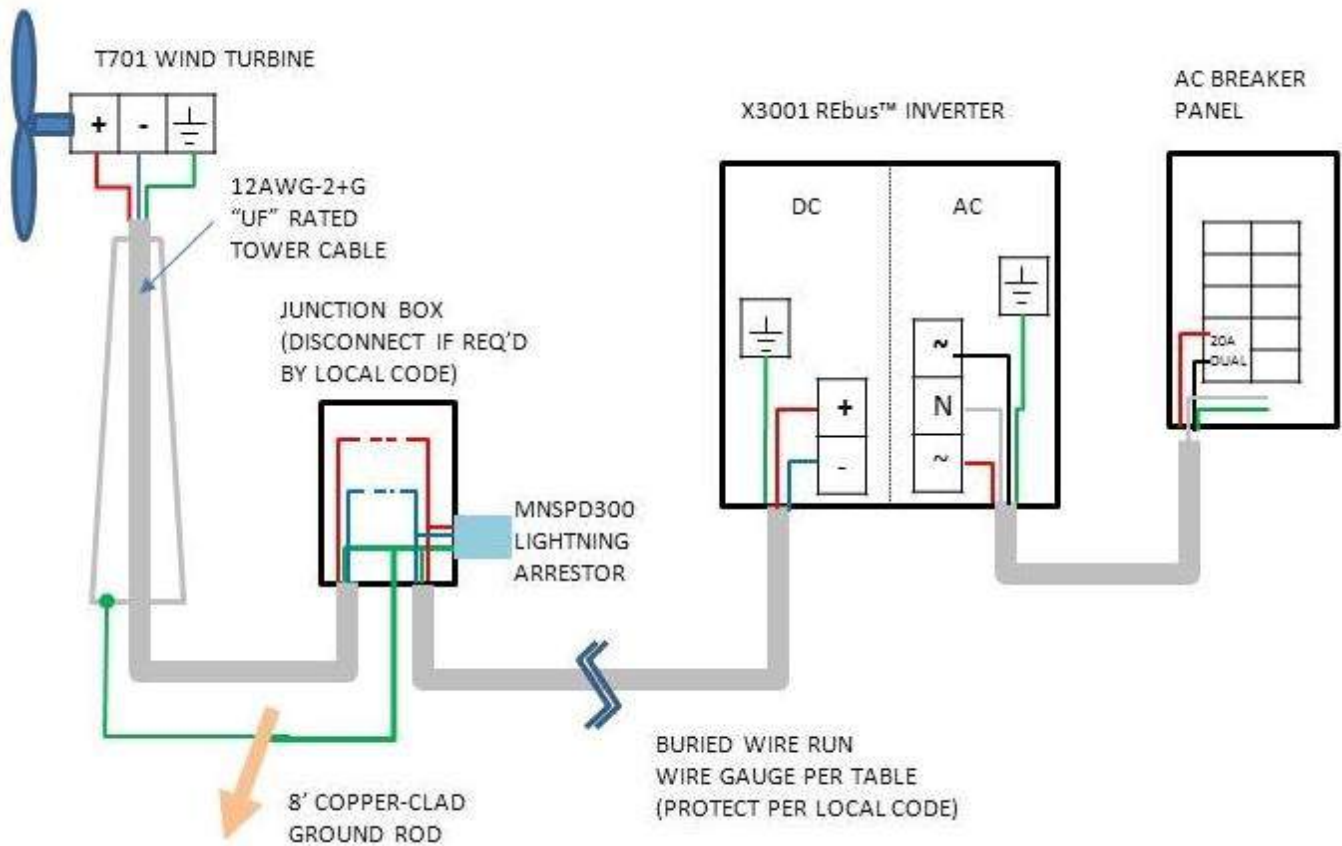 T701 WIND TURBINE
+ -
12AWG-2+G
“UF” RATED
TOWER CABLE
JUNCTION BOX
(DISCONNECT IF REQ’D
BY LOCAL CODE)
MNSPD300
LIGHTNING
ARRESTOR
8’ COPPER-CLAD
GROUND ROD
BURIED WIRE RUN
WIRE GAUGE PER TABLE
(PROTECT PER LOCAL CODE)
X3001 REbus™ INVERTER
DC
AC
+
-
~
N
~
AC BREAKER
PANEL
20A
DUAL